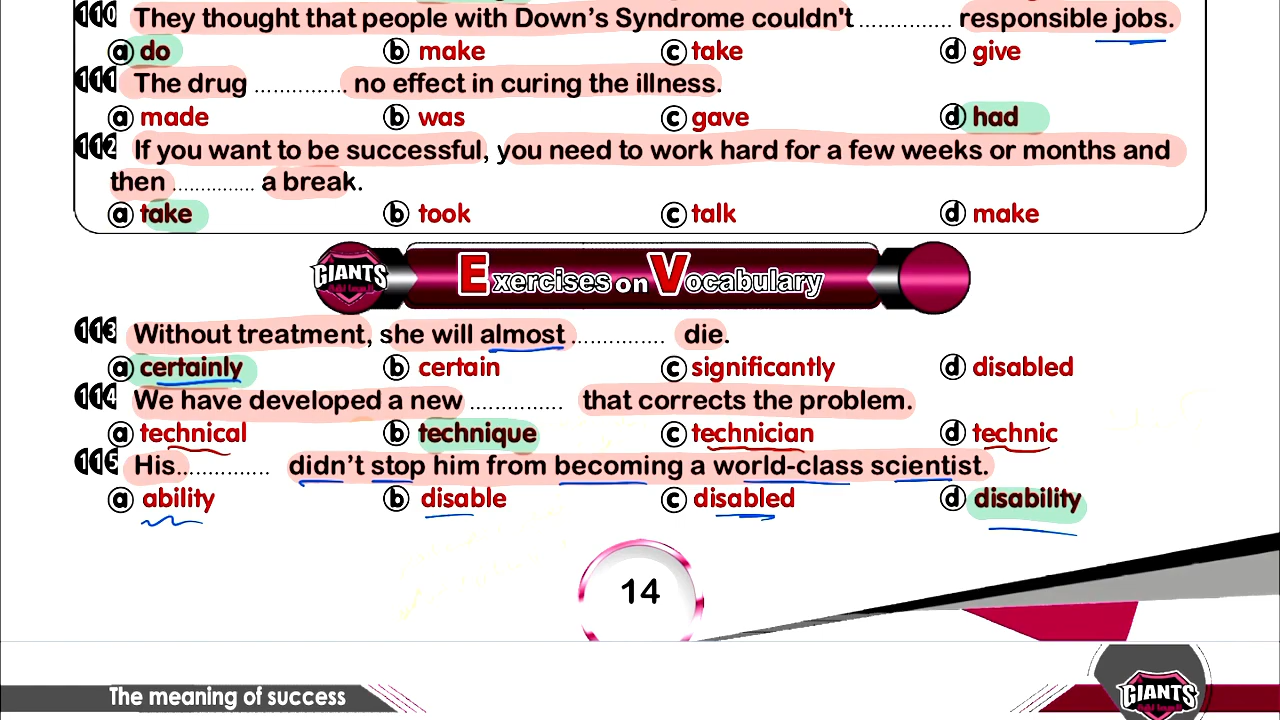 110 They thought that people with Down's Syndrome couldn't .............. responsible jobs.
a do b make c take d give
111 The drug .............. no effect in curing the illness.
a made b was c gave d had
112 If you want to be successful, you need to work hard for a few weeks or months and
then ............. a break.
a take b took c talk d make
GIANTS Exercises on Vocabulary
113 Without treatment, she will almost .............. die.
a certainly b certain c significantly d disabled
114 We have developed a new .............. that corrects the problem.
a technical b technique c technician d technic
115 His.............. didn't stop him from becoming a world-class scientist.
a ability b disable c disabled d disability
14
The meaning of success
GIANTS